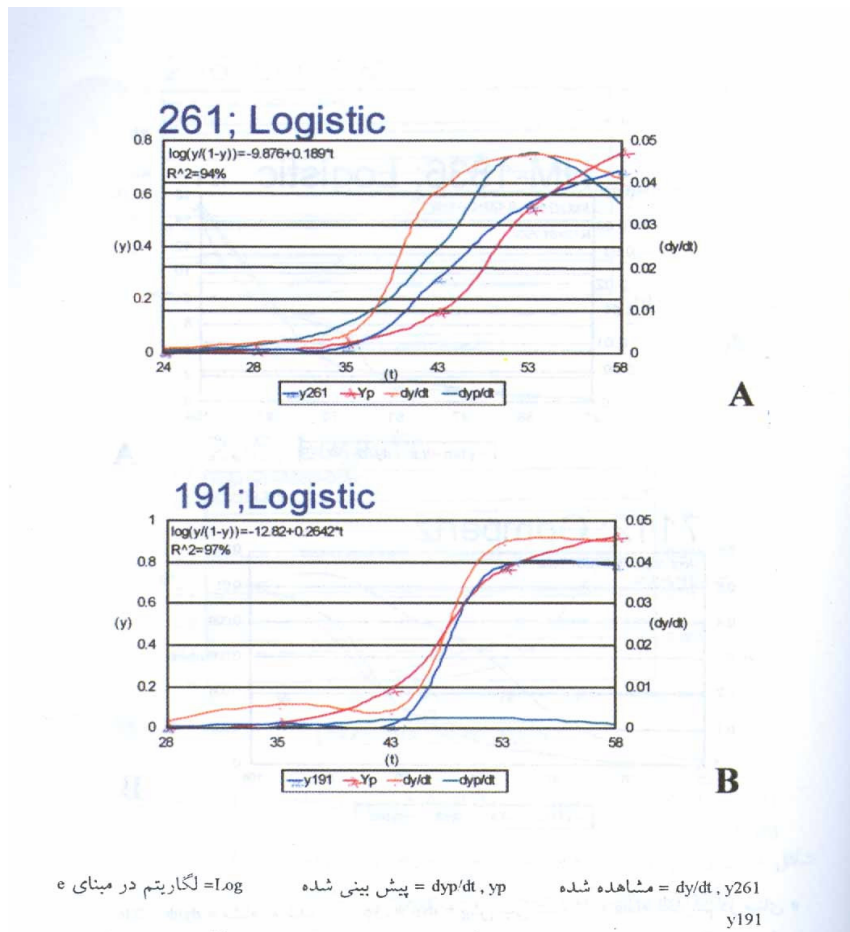 261; Logistic
log(y/(1-y))=-9.876+0.189*t
R^2=94%
0.8
0.6
(y) 0.4
0.2
0
0.05
0.04
0.03
(dy/dt)
0.02
0.01
0
24 28 35 43 53 58
(t)
y261 Yp dy/dt dyp/dt
A
191;Logistic
log(y/(1-y))=-12.82+0.2642*t
R^2=97%
1
0.8
0.6
(y)
0.4
0.2
0
0.05
0.04
0.03
(dy/dt)
0.02
0.01
0
28 35 43 53 58
(t)
y191 Yp dy/dt dyp/dt
B
dy/dt , y261 = مشاهده شده dyp/dt , yp = پیش بینی شده Log= لگاریتم در مبنای e
y191